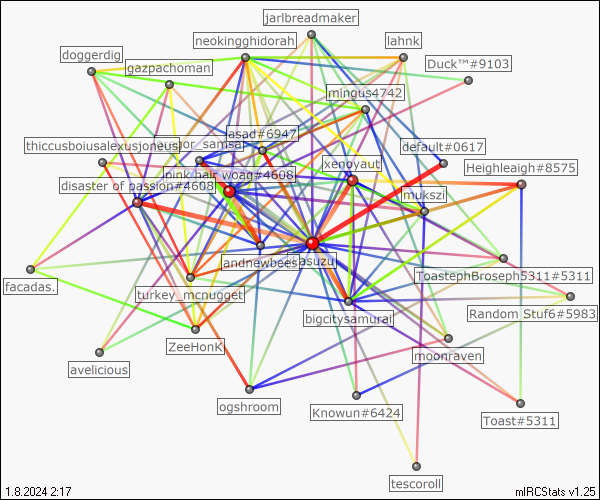 jarlbreadmaker
neokingghidorah
lahnk
doggerdig
gazpachoman
Duck™#9103
mingus4742
asad#6947
thiccusboiusalexusjoneus
_samsa
default#0617
xenoyaut
Heighleaigh#8575
pink hair woag#4608
disaster of passion#4608
mukszi
andnewbees
asuzu
ToastephBroseph5311#5311
facadas.
turkey_mcnugget
Random Stuf6#5983
bigcitysamurai
ZeeHonK
moonraven
avelicious
ogshroom
Knowun#6424
Toast#5311
tescoroll
1.8.2024 2:17
mIRCStats v1.25